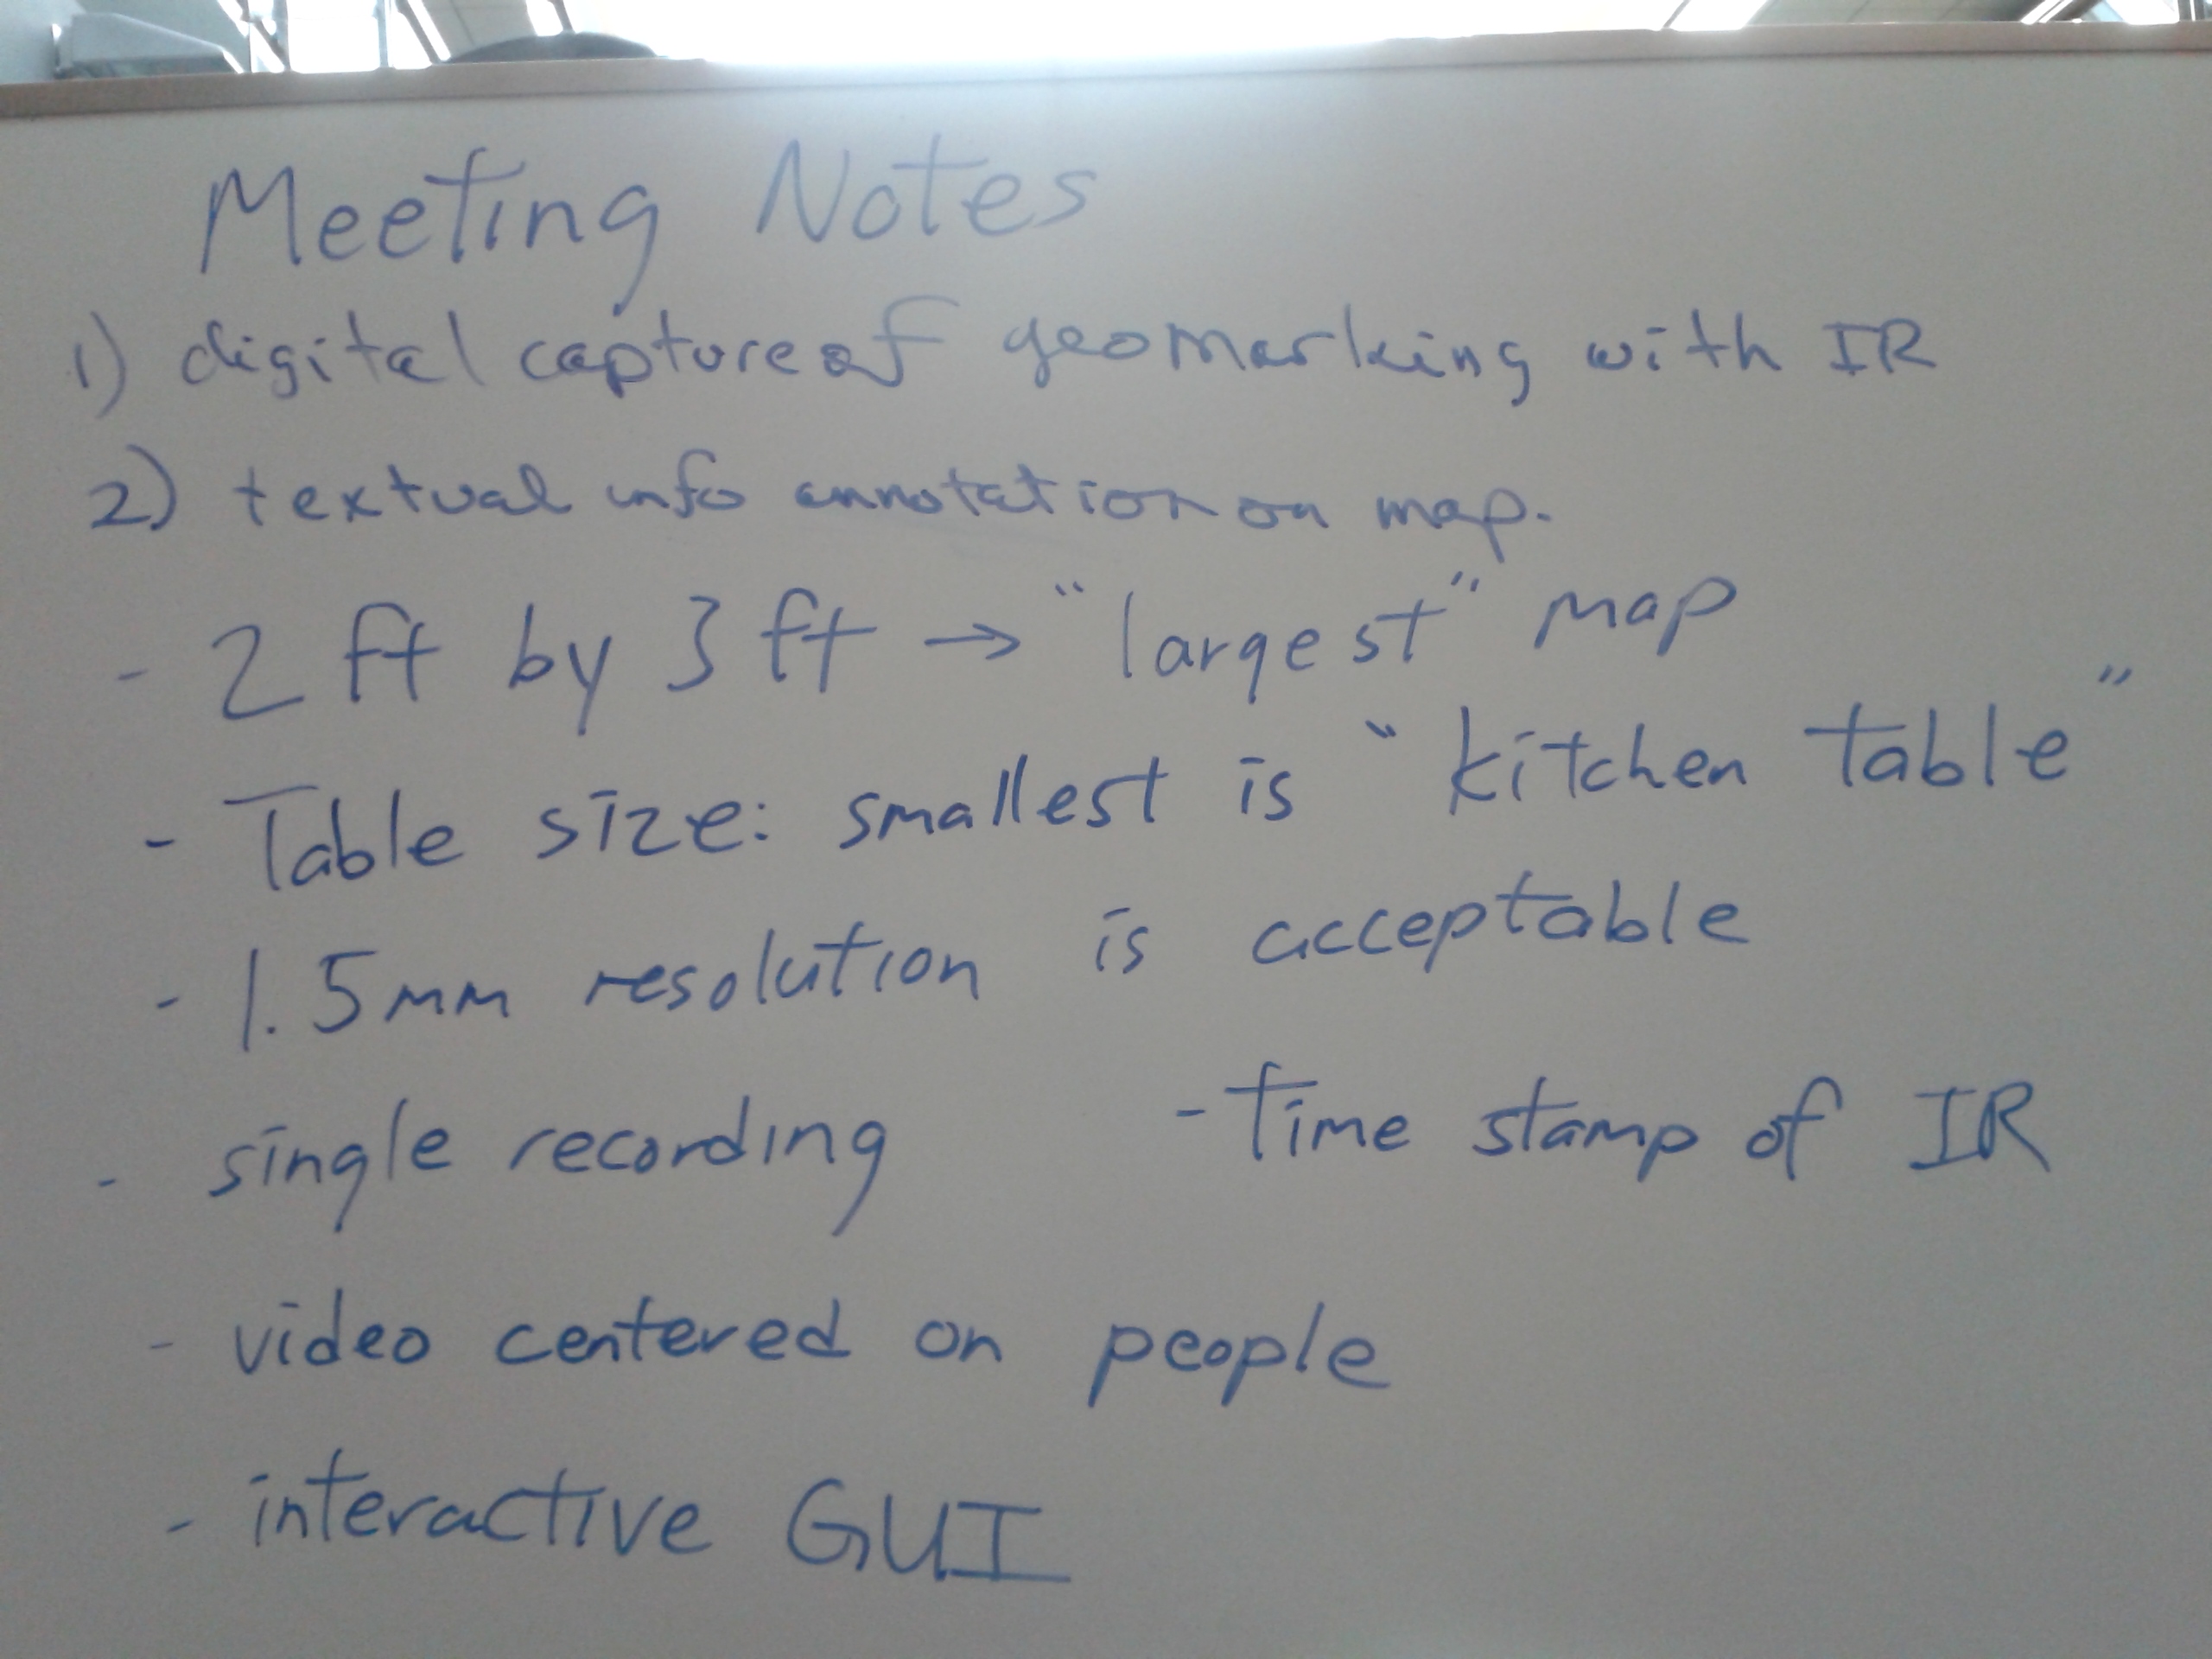 Meeting Notes
1) digital capture of geomarking with IR
2) textual info annotation on map.
- 2 ft by 3 ft → "largest" map
- Table size: smallest is "kitchen table"
- 1.5mm resolution is acceptable
- single recording - Time stamp of IR
- video centered on people
- interactive GUI